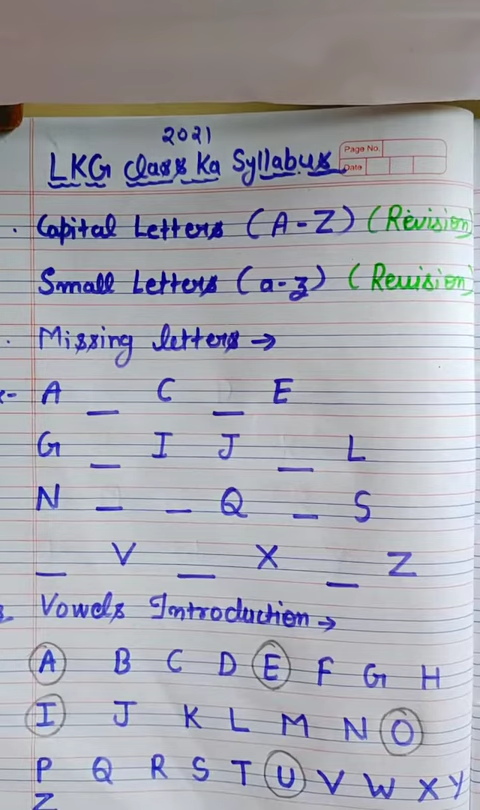 2021
LKG Class Ka Syllabus
Page No.
Date
. Capital Letters (A-Z) (Revision)
Small Letters (a-z) (Revision)
. Missing letters →
A _ C _ E
G _ I J _ L
N _ _ Q _ S
_ V _ X _ Z
Vowels Introduction →
A B C D E F G H
I J K L M N O
P Q R S T U V W X Y
Z